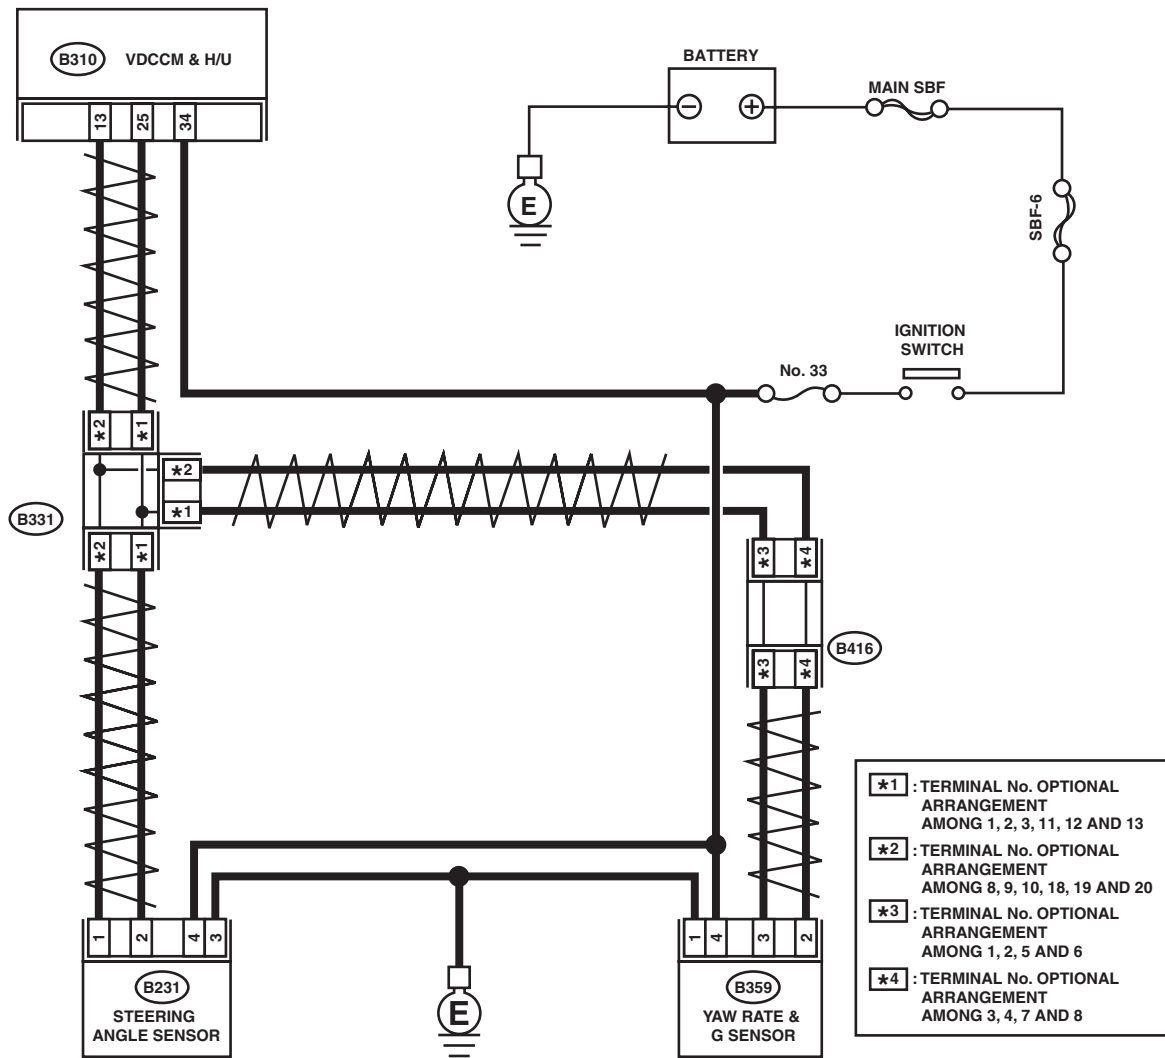 B310 VDCCM & H/U
13 25 34
BATTERY
MAIN SBF
E
SBF-6
IGNITION
SWITCH
No. 33
*2 *1
*2
*1
B331
*2 *1
*3 *4
B416
*3 *4
1 2 4 3
B231
STEERING
ANGLE SENSOR
E
1 4 3 2
B359
YAW RATE &
G SENSOR
*1 : TERMINAL No. OPTIONAL
ARRANGEMENT
AMONG 1, 2, 3, 11, 12 AND 13
*2 : TERMINAL No. OPTIONAL
ARRANGEMENT
AMONG 8, 9, 10, 18, 19 AND 20
*3 : TERMINAL No. OPTIONAL
ARRANGEMENT
AMONG 1, 2, 5 AND 6
*4 : TERMINAL No. OPTIONAL
ARRANGEMENT
AMONG 3, 4, 7 AND 8